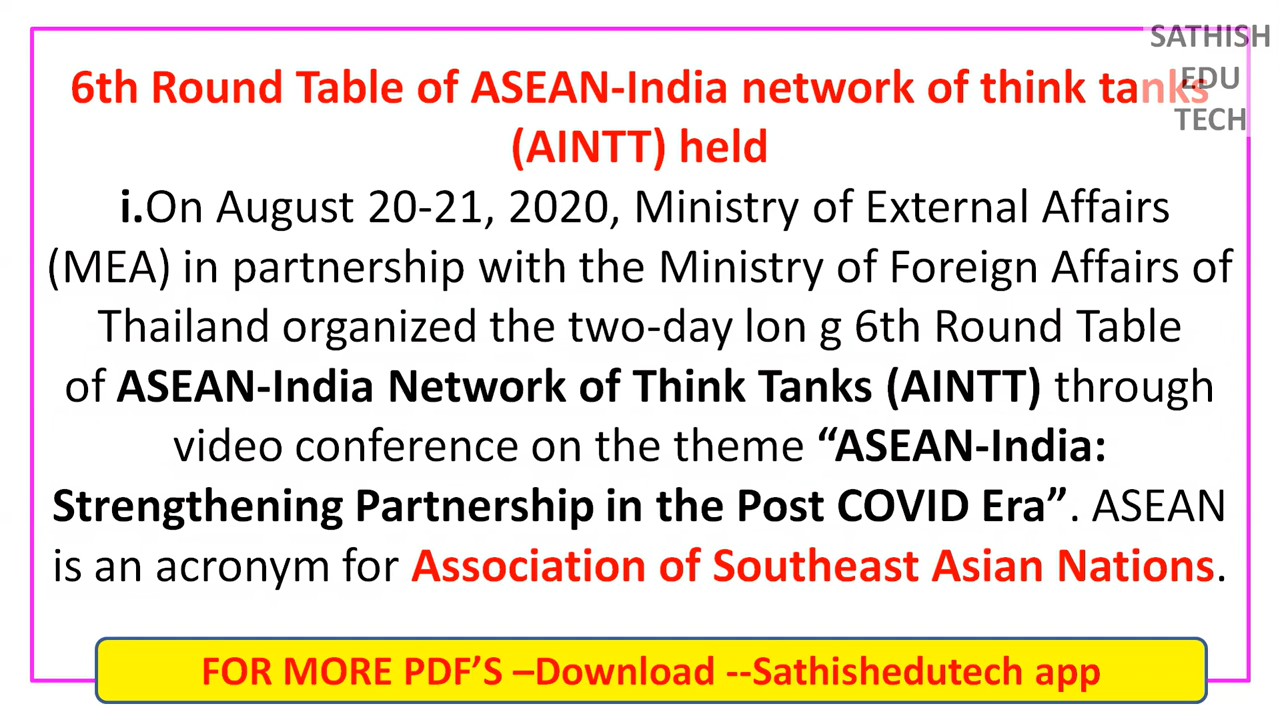 SATHISH
EDU
TECH
6th Round Table of ASEAN-India network of think tanks
(AINTT) held
i.On August 20-21, 2020, Ministry of External Affairs
(MEA) in partnership with the Ministry of Foreign Affairs of
Thailand organized the two-day lon g 6th Round Table
of ASEAN-India Network of Think Tanks (AINTT) through
video conference on the theme “ASEAN-India:
Strengthening Partnership in the Post COVID Era”. ASEAN
is an acronym for Association of Southeast Asian Nations.
FOR MORE PDF’S –Download --Sathishedutech app